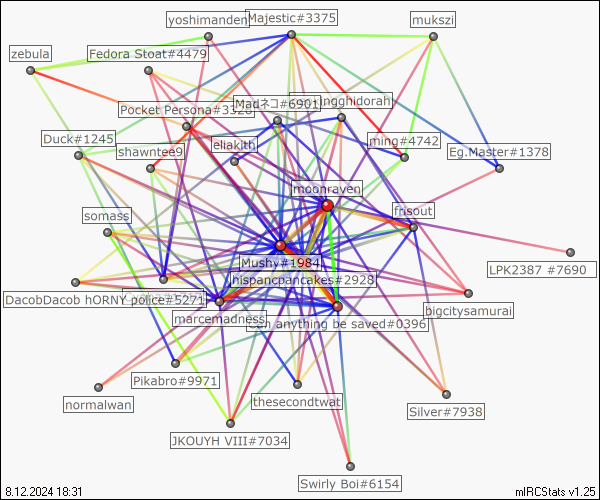 yoshimanden
Majestic#3375
mukszi
zebula
Fedora Stoat#4479
Madネコ#6901
ngghidorah
Pocket Persona#3326
Duck#1245
shawntee9
eliakith
ming#4742
Eg.Master#1378
moonraven
somass
frisout
Mushy#1984
LPK2387 #7690
hispancpancakes#2928
DacobDacob hORNY police#5271
bigcitysamurai
marcemadness
anything be saved#0396
Pikabro#9971
normalwan
thesecondtwat
Silver#7938
JKOUYH VIII#7034
Swirly Boi#6154
8.12.2024 18:31
mIRCStats v1.25